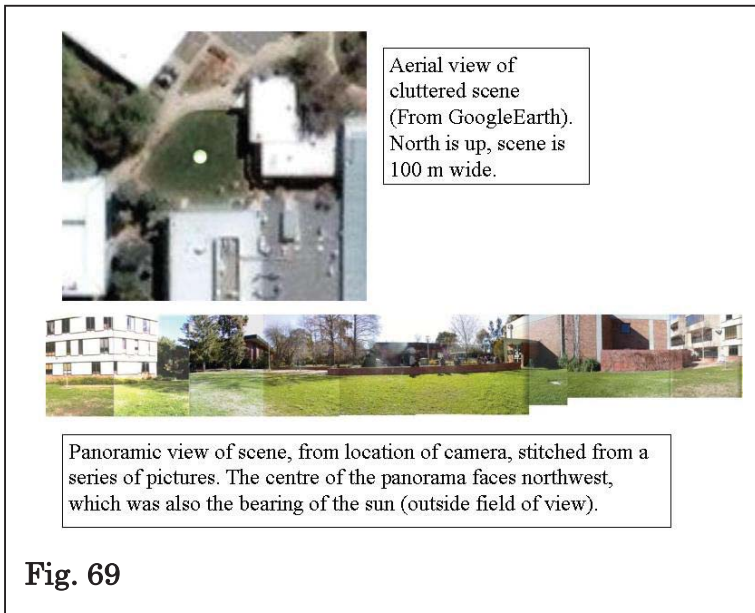 Aerial view of
cluttered scene
(From GoogleEarth).
North is up, scene is
100 m wide.
Panoramic view of scene, from location of camera, stitched from a
series of pictures. The centre of the panorama faces northwest,
which was also the bearing of the sun (outside field of view).
Fig. 69